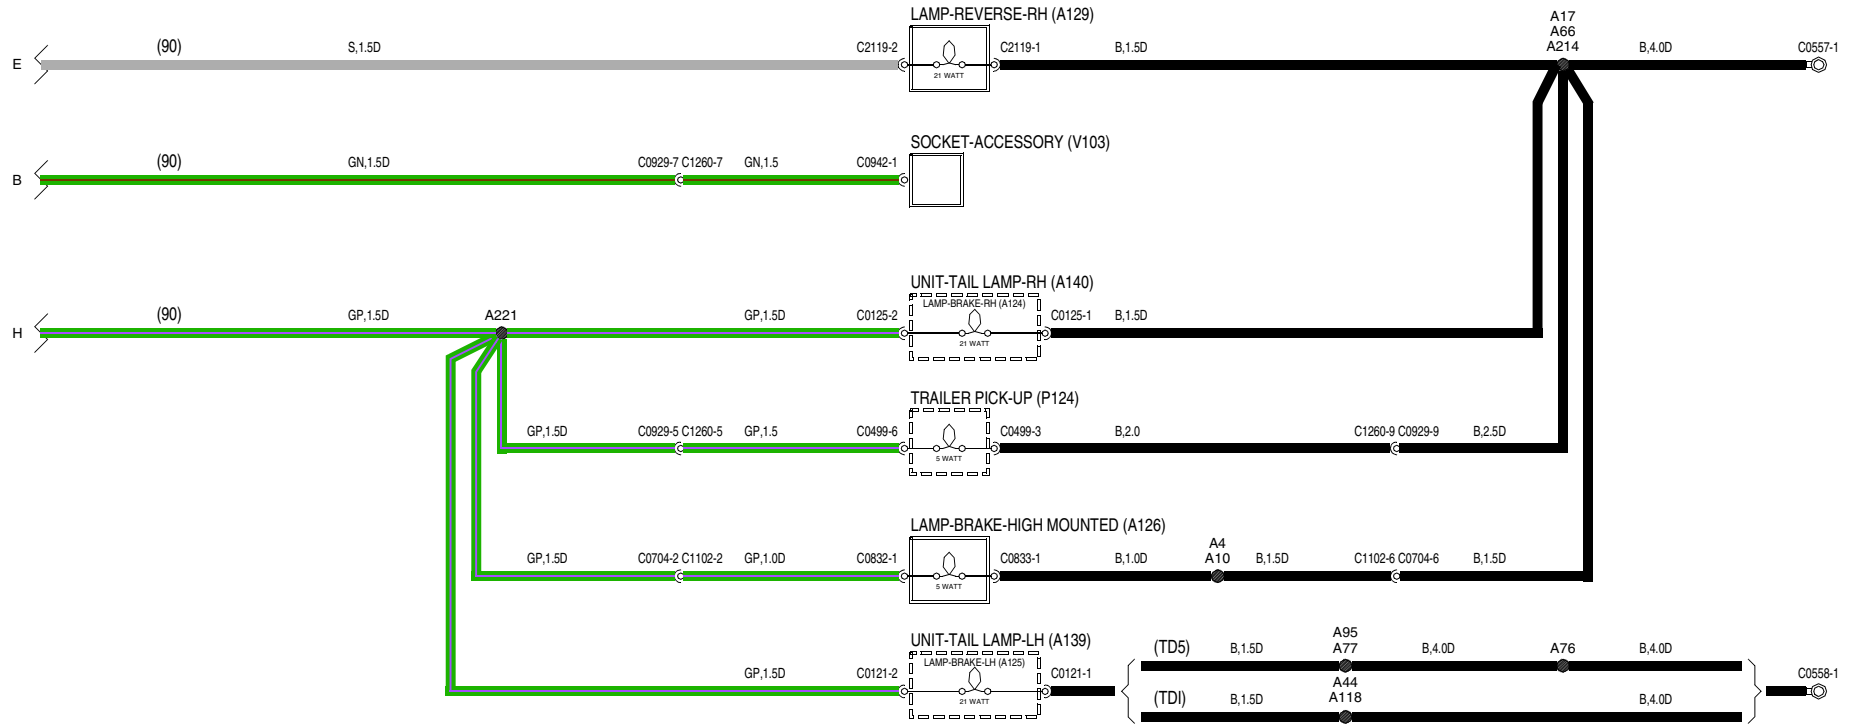 LAMP-REVERSE-RH (A129)
A17
A66
E (90) S,1.5D C2119-2 C2119-1 B,1.5D A214 B,4.0D C0557-1
21 WATT
SOCKET-ACCESSORY (V103)
B (90) GN,1.5D C0929-7 C1260-7 GN,1.5 C0942-1
UNIT-TAIL LAMP-RH (A140)
LAMP-BRAKE-RH (A124)
H (90) GP,1.5D A221 GP,1.5D C0125-2 C0125-1 B,1.5D
21 WATT
TRAILER PICK-UP (P124)
GP,1.5D C0929-5 C1260-5 GP,1.5 C0499-6 C0499-3 B,2.0 C1260-9 C0929-9 B,2.5D
5 WATT
LAMP-BRAKE-HIGH MOUNTED (A126)
A4
GP,1.5D C0704-2 C1102-2 GP,1.0D C0832-1 C0833-1 B,1.0D A10 B,1.5D C1102-6 C0704-6 B,1.5D
5 WATT
UNIT-TAIL LAMP-LH (A139)
A95
(TD5) B,1.5D A77 B,4.0D A76 B,4.0D
LAMP-BRAKE-LH (A125)
GP,1.5D C0121-2 C0121-1 C0558-1
A44
21 WATT
(TDI) B,1.5D A118 B,4.0D